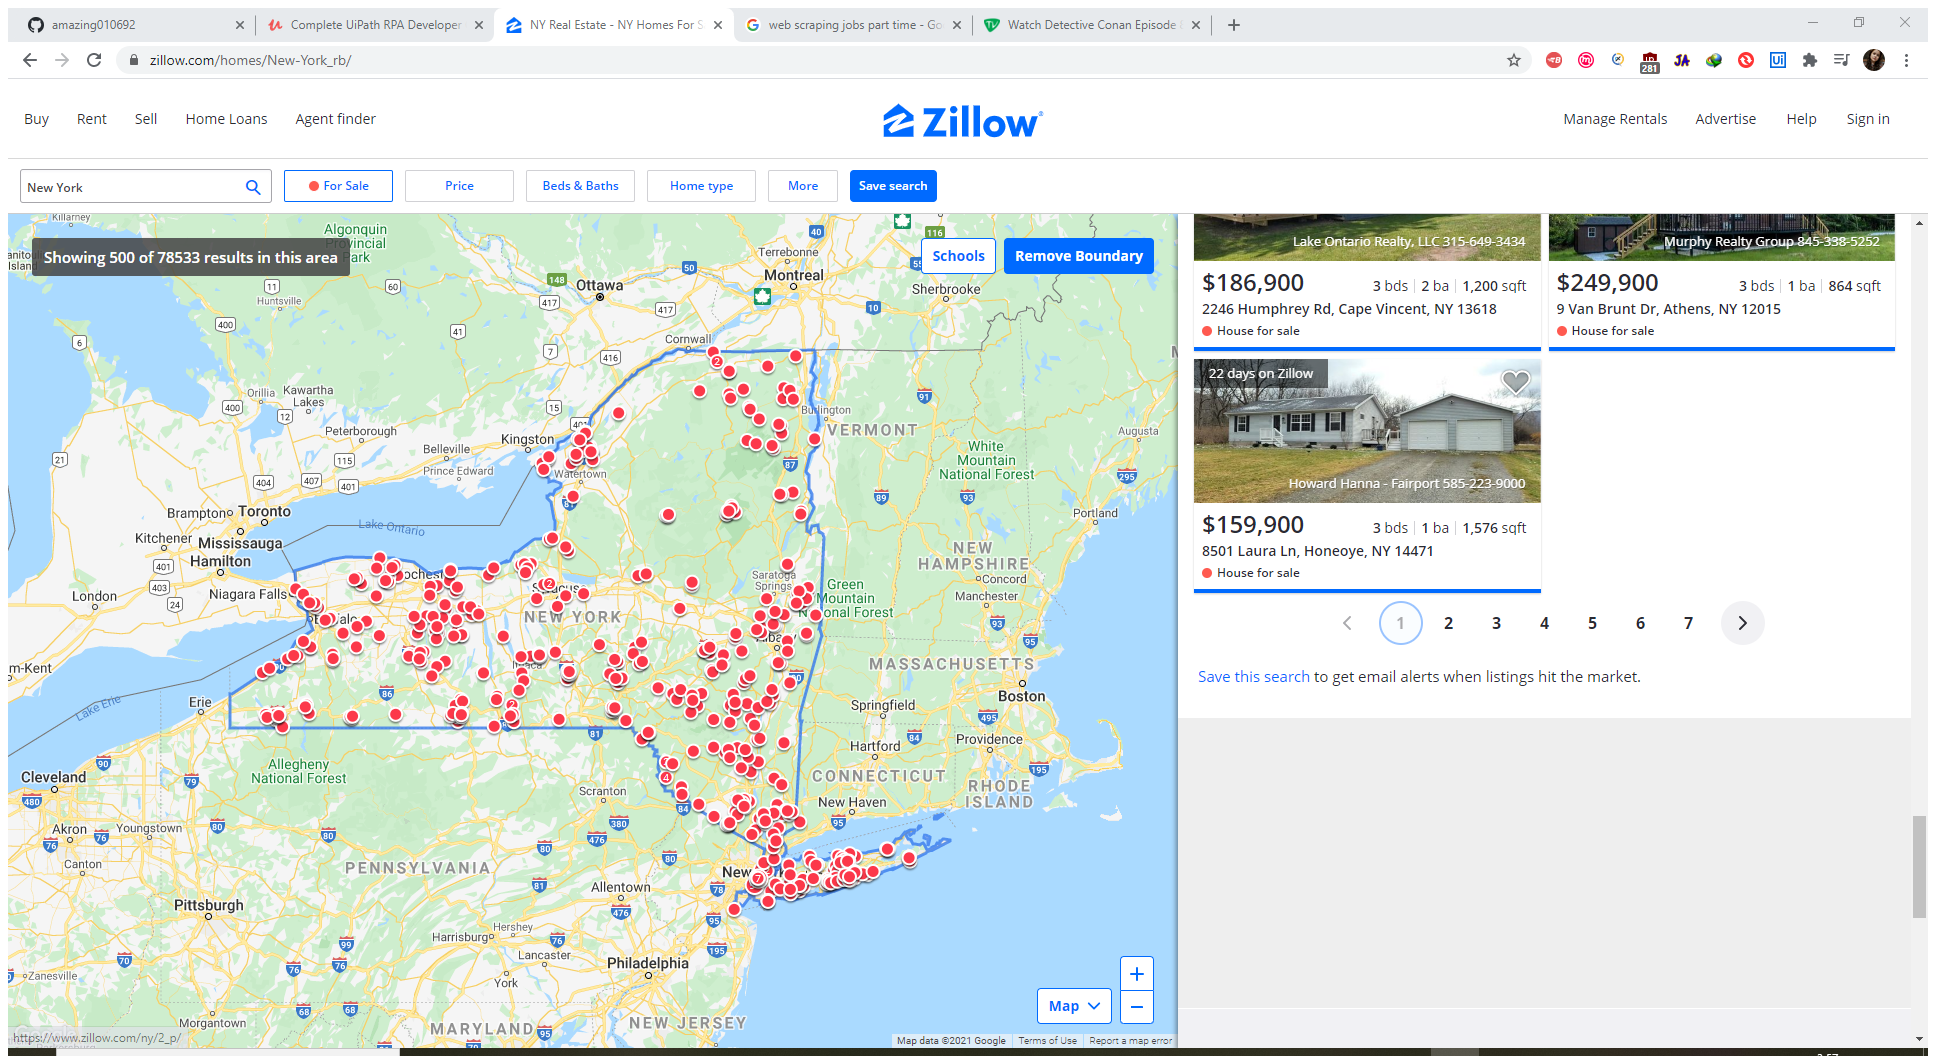 amazing010692
Complete UiPath RPA Developer
NY Real Estate - NY Homes For S
web scraping jobs part time - Go
Watch Detective Conan Episode
zillow.com/homes/New-York_rb/
281
JA
Ui
Buy Rent Sell Home Loans Agent finder
Zillow
Manage Rentals Advertise Help Sign in
New York
For Sale Price Beds & Baths Home type More Save search
Showing 500 of 78533 results in this area
Schools Remove Boundary
Killarney
Algonquin
Provincial
Park
Huntsville
Ottawa
Terrebonne
Montreal
Sherbrooke
Cornwall
Orillia
Kawartha
Lakes
Peterborough
Belleville
Prince Edward
Kingston
Watertown
Burlington
VERMONT
White
Mountain
National Forest
Augusta
Portland
Brampton
Toronto
Lake Ontario
Kitchener
Mississauga
Hamilton
London
Niagara Falls
NEW YORK
Saratoga
Springs
Green
Mountain
National Forest
NEW
HAMPSHIRE
Concord
Manchester
m-Kent
Lake Erie
Erie
MASSACHUSETTS
Boston
Springfield
Hartford
Providence
CONNECTICUT
RHODE
ISLAND
New Haven
Cleveland
Allegheny
National Forest
Scranton
Akron
Youngstown
Canton
PENNSYLVANIA
Allentown
Pittsburgh
Harrisburg
Hershey
Lancaster
York
Philadelphia
Zanesville
Morgantown
MARYLAND
NEW JERSEY
Map
+
−
https://www.zillow.com/ny/2_p/
Map data ©2021 Google Terms of Use Report a map error
Lake Ontario Realty, LLC 315-649-3434
$186,900 3 bds 2 ba 1,200 sqft
2246 Humphrey Rd, Cape Vincent, NY 13618
House for sale
Murphy Realty Group 845-338-5252
$249,900 3 bds 1 ba 864 sqft
9 Van Brunt Dr, Athens, NY 12015
House for sale
22 days on Zillow
Howard Hanna - Fairport 585-223-9000
$159,900 3 bds 1 ba 1,576 sqft
8501 Laura Ln, Honeoye, NY 14471
House for sale
1 2 3 4 5 6 7
Save this search to get email alerts when listings hit the market.